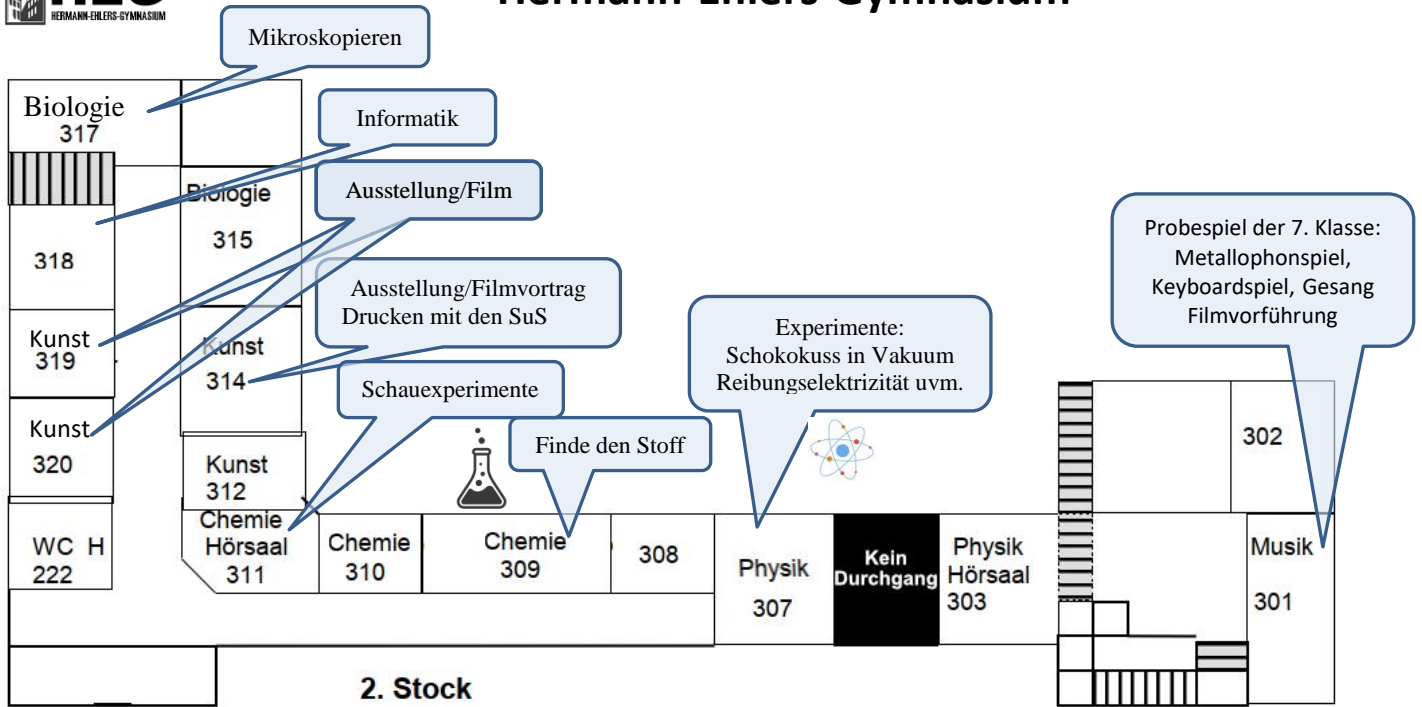 HERMANN-EHLERS-GYMNASIUM
Hermann-Ehlers-Gymnasium
Mikroskopieren
Biologie
317
Informatik
Ausstellung/Film
Biologie
315
318
Probespiel der 7. Klasse:
Metallophonspiel,
Keyboardspiel, Gesang
Filmvorführung
Ausstellung/Filmvortrag
Drucken mit den SuS
Experimente:
Schokokuss in Vakuum
Reibungselektrizität uvm.
Kunst
319
Kunst
314
Schauexperimente
Finde den Stoff
Kunst
320
Kunst
312
302
WC H
222
Chemie
Hörsaal
311
Chemie
310
Chemie
309
308
Physik
307
Kein
Durchgang
Physik
Hörsaal
303
Musik
301
2. Stock